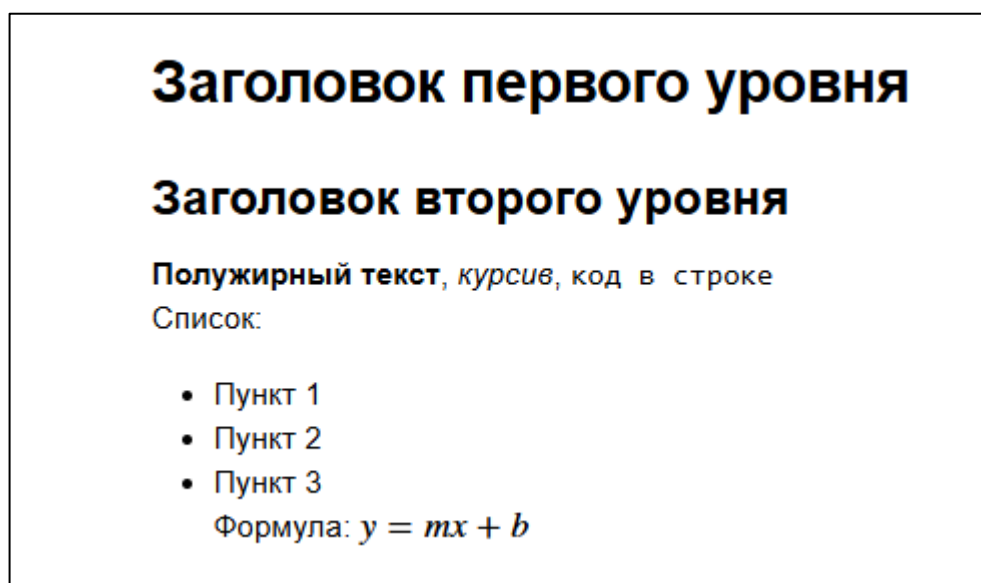 Заголовок первого уровня
Заголовок второго уровня
Полужирный текст, курсив, код в строке
Список:
• Пункт 1
• Пункт 2
• Пункт 3
Формула: y = mx + b